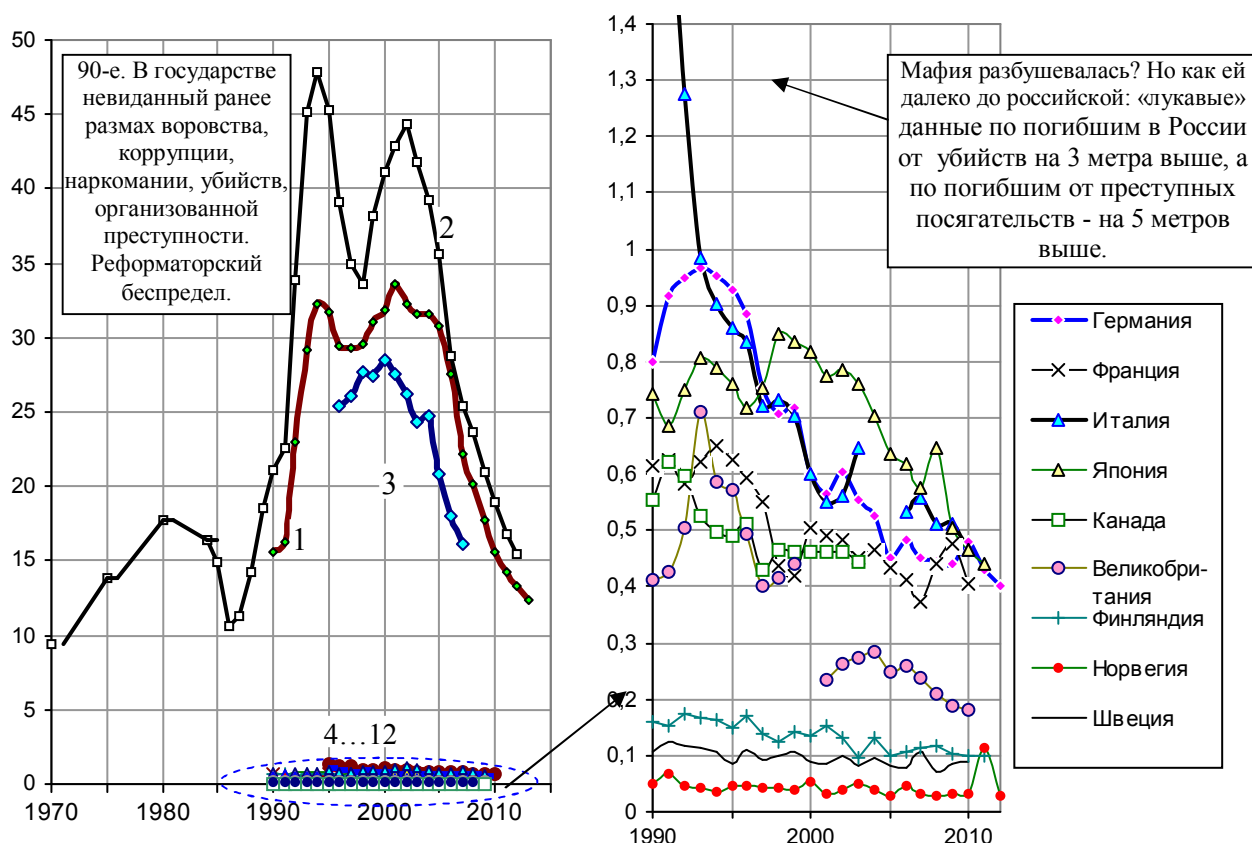 50
45
40
35
30
25
20
15
10
5
0
1970
1980
1990
2000
2010
90-е. В государстве
невиданный ранее
размах воровства,
коррупции,
наркомании, убийств,
организованной
преступности.
Реформаторский
беспредел.
2
1
3
4…12
1,4
1,3
1,2
1,1
1
0,9
0,8
0,7
0,6
0,5
0,4
0,3
0,2
0,1
0
1990
2000
2010
Мафия разбушевалась? Но как ей
далеко до российской: «лукавые»
данные по погибшим в России
от убийств на 3 метра выше, а
по погибшим от преступных
посягательств - на 5 метров
выше.
Германия
Франция
Италия
Япония
Канада
Великобри-
тания
Финляндия
Норвегия
Швеция